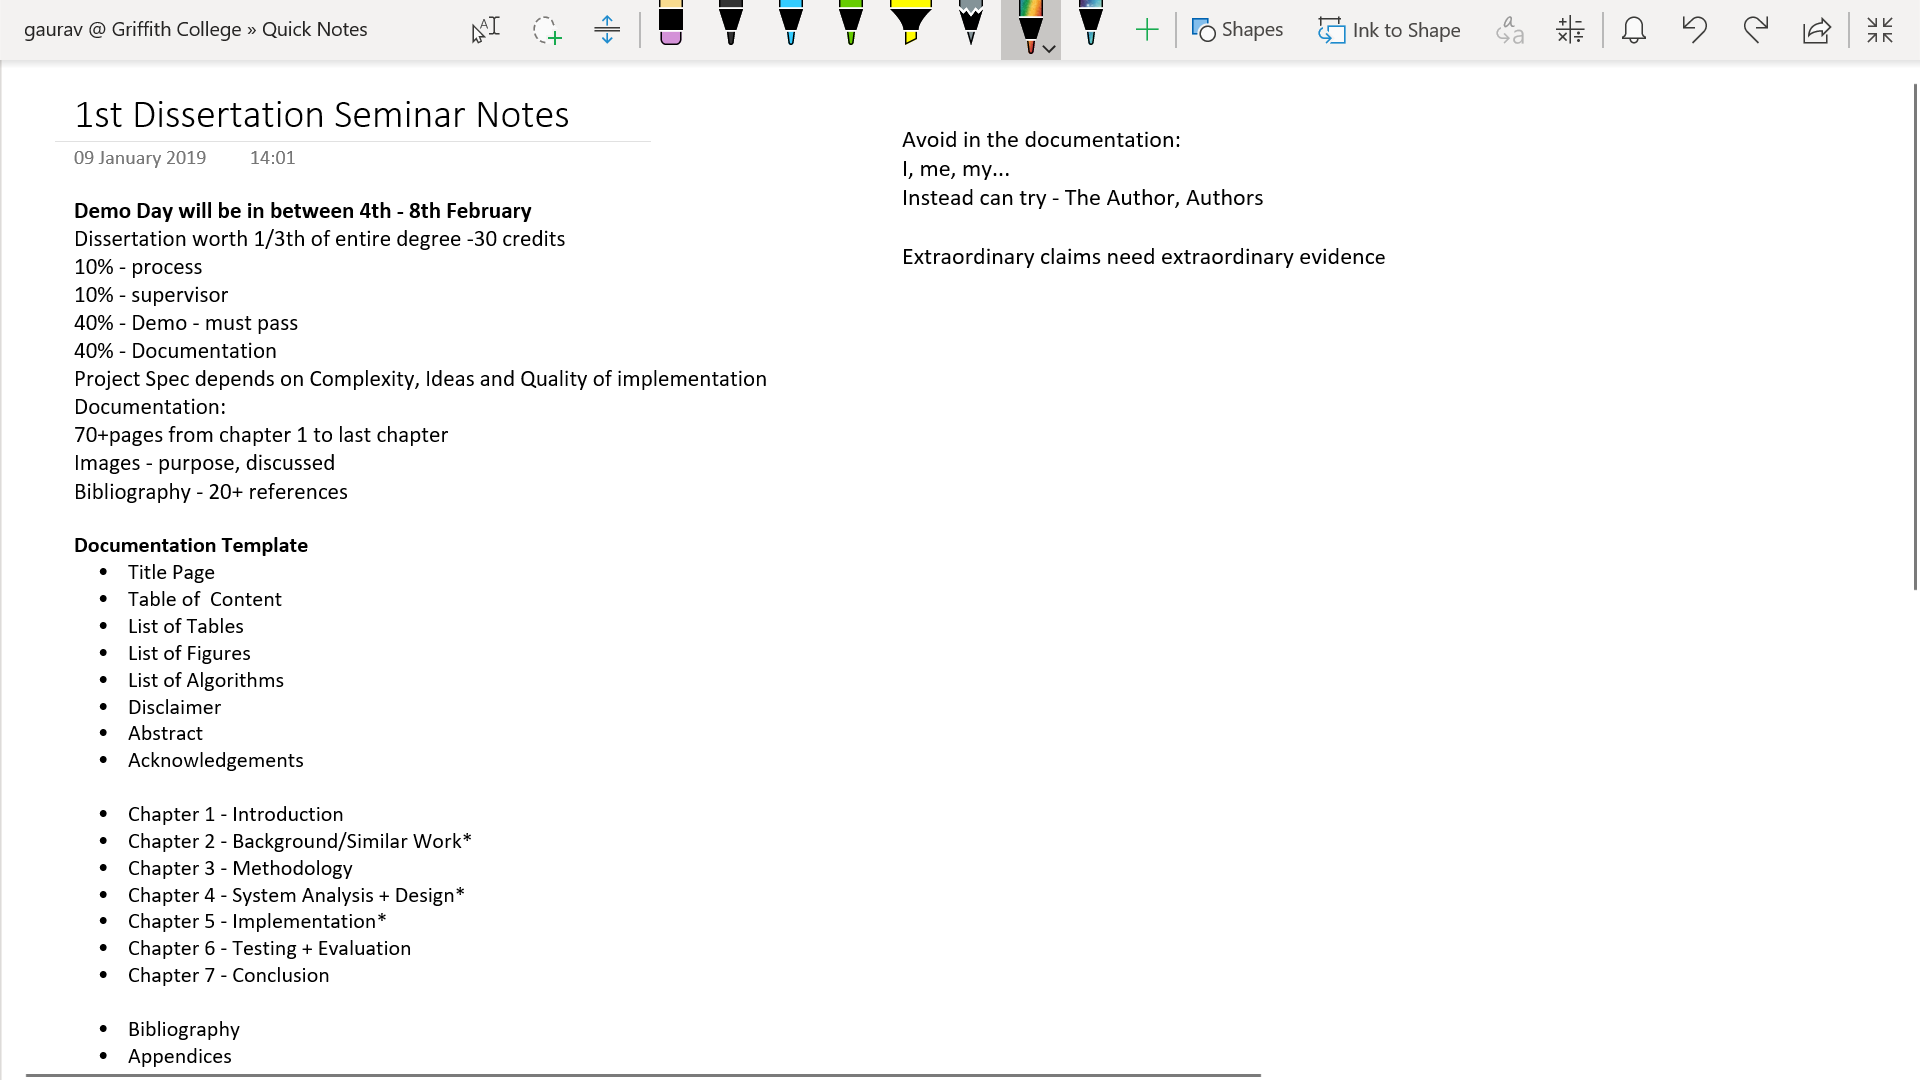 gaurav @ Griffith College » Quick Notes
Shapes
Ink to Shape
1st Dissertation Seminar Notes
09 January 2019 14:01
Demo Day will be in between 4th - 8th February
Dissertation worth 1/3th of entire degree -30 credits
10% - process
10% - supervisor
40% - Demo - must pass
40% - Documentation
Project Spec depends on Complexity, Ideas and Quality of implementation
Documentation:
70+pages from chapter 1 to last chapter
Images - purpose, discussed
Bibliography - 20+ references
Documentation Template
• Title Page
• Table of  Content
• List of Tables
• List of Figures
• List of Algorithms
• Disclaimer
• Abstract
• Acknowledgements
• Chapter 1 - Introduction
• Chapter 2 - Background/Similar Work*
• Chapter 3 - Methodology
• Chapter 4 - System Analysis + Design*
• Chapter 5 - Implementation*
• Chapter 6 - Testing + Evaluation
• Chapter 7 - Conclusion
• Bibliography
• Appendices
Avoid in the documentation:
I, me, my...
Instead can try - The Author, Authors
Extraordinary claims need extraordinary evidence